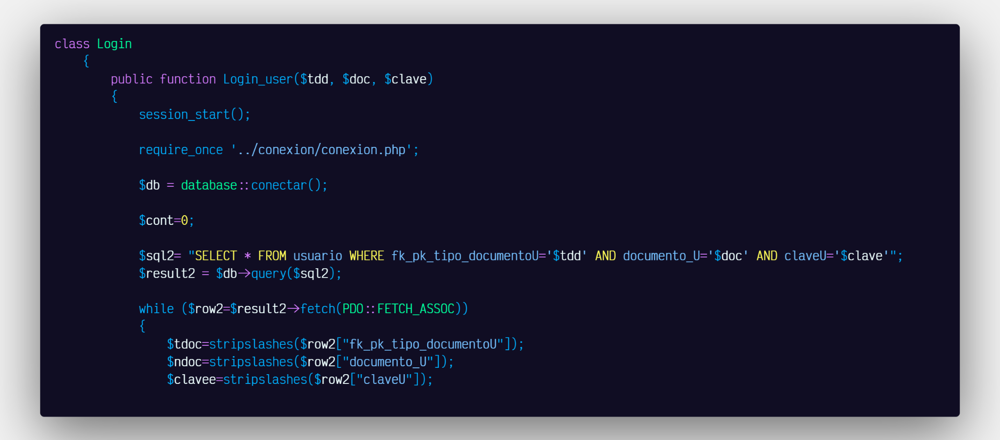 class Login
{
public function Login_user($tdd, $doc, $clave)
{
session_start();
require_once '../conexion/conexion.php';
$db = database::conectar();
$cont=0;
$sql2= "SELECT * FROM usuario WHERE fk_pk_tipo_documentoU='$tdd' AND documento_U='$doc' AND claveU='$clave'";
$result2 = $db->query($sql2);
while ($row2=$result2->fetch(PDO::FETCH_ASSOC))
{
$tdoc=stripslashes($row2["fk_pk_tipo_documentoU"]);
$ndoc=stripslashes($row2["documento_U"]);
$clavee=stripslashes($row2["claveU"]);